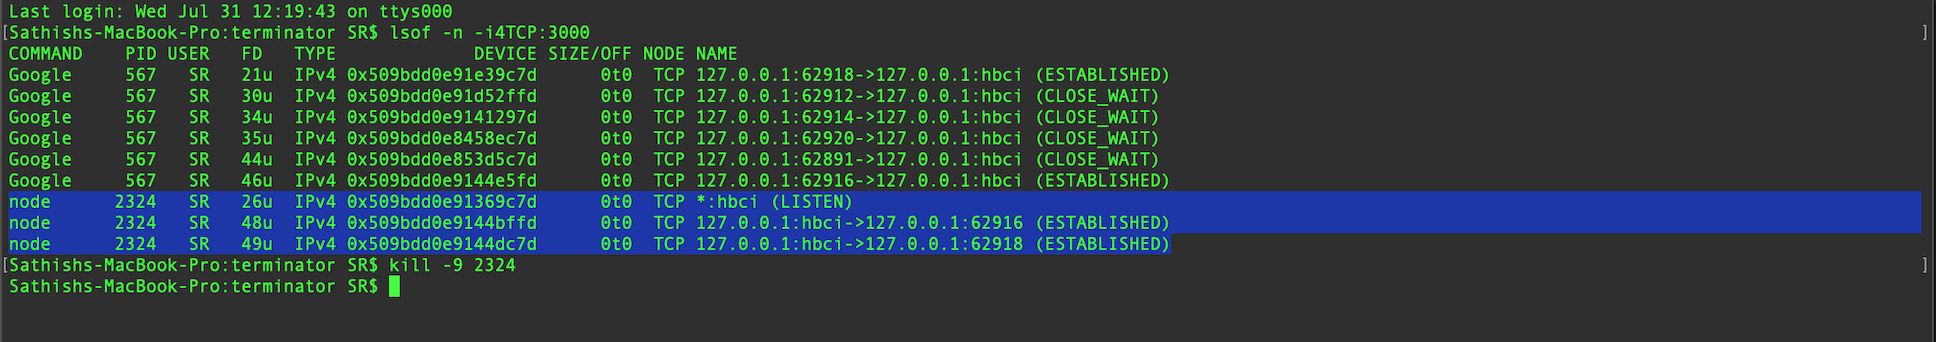 Last login: Wed Jul 31 12:19:43 on ttys000
[Sathishs-MacBook-Pro:terminator SR$ lsof -n -i4TCP:3000 ]
COMMAND    PID USER   FD   TYPE             DEVICE SIZE/OFF NODE NAME
Google     567   SR   21u  IPv4 0x509bdd0e91e39c7d      0t0  TCP 127.0.0.1:62918->127.0.0.1:hbci (ESTABLISHED)
Google     567   SR   30u  IPv4 0x509bdd0e91d52ffd      0t0  TCP 127.0.0.1:62912->127.0.0.1:hbci (CLOSE_WAIT)
Google     567   SR   34u  IPv4 0x509bdd0e9141297d      0t0  TCP 127.0.0.1:62914->127.0.0.1:hbci (CLOSE_WAIT)
Google     567   SR   35u  IPv4 0x509bdd0e8458ec7d      0t0  TCP 127.0.0.1:62920->127.0.0.1:hbci (CLOSE_WAIT)
Google     567   SR   44u  IPv4 0x509bdd0e853d5c7d      0t0  TCP 127.0.0.1:62891->127.0.0.1:hbci (CLOSE_WAIT)
Google     567   SR   46u  IPv4 0x509bdd0e9144e5fd      0t0  TCP 127.0.0.1:62916->127.0.0.1:hbci (ESTABLISHED)
node      2324   SR   26u  IPv4 0x509bdd0e91369c7d      0t0  TCP *:hbci (LISTEN)
node      2324   SR   48u  IPv4 0x509bdd0e9144bffd      0t0  TCP 127.0.0.1:hbci->127.0.0.1:62916 (ESTABLISHED)
node      2324   SR   49u  IPv4 0x509bdd0e9144dc7d      0t0  TCP 127.0.0.1:hbci->127.0.0.1:62918 (ESTABLISHED)
[Sathishs-MacBook-Pro:terminator SR$ kill -9 2324 ]
Sathishs-MacBook-Pro:terminator SR$